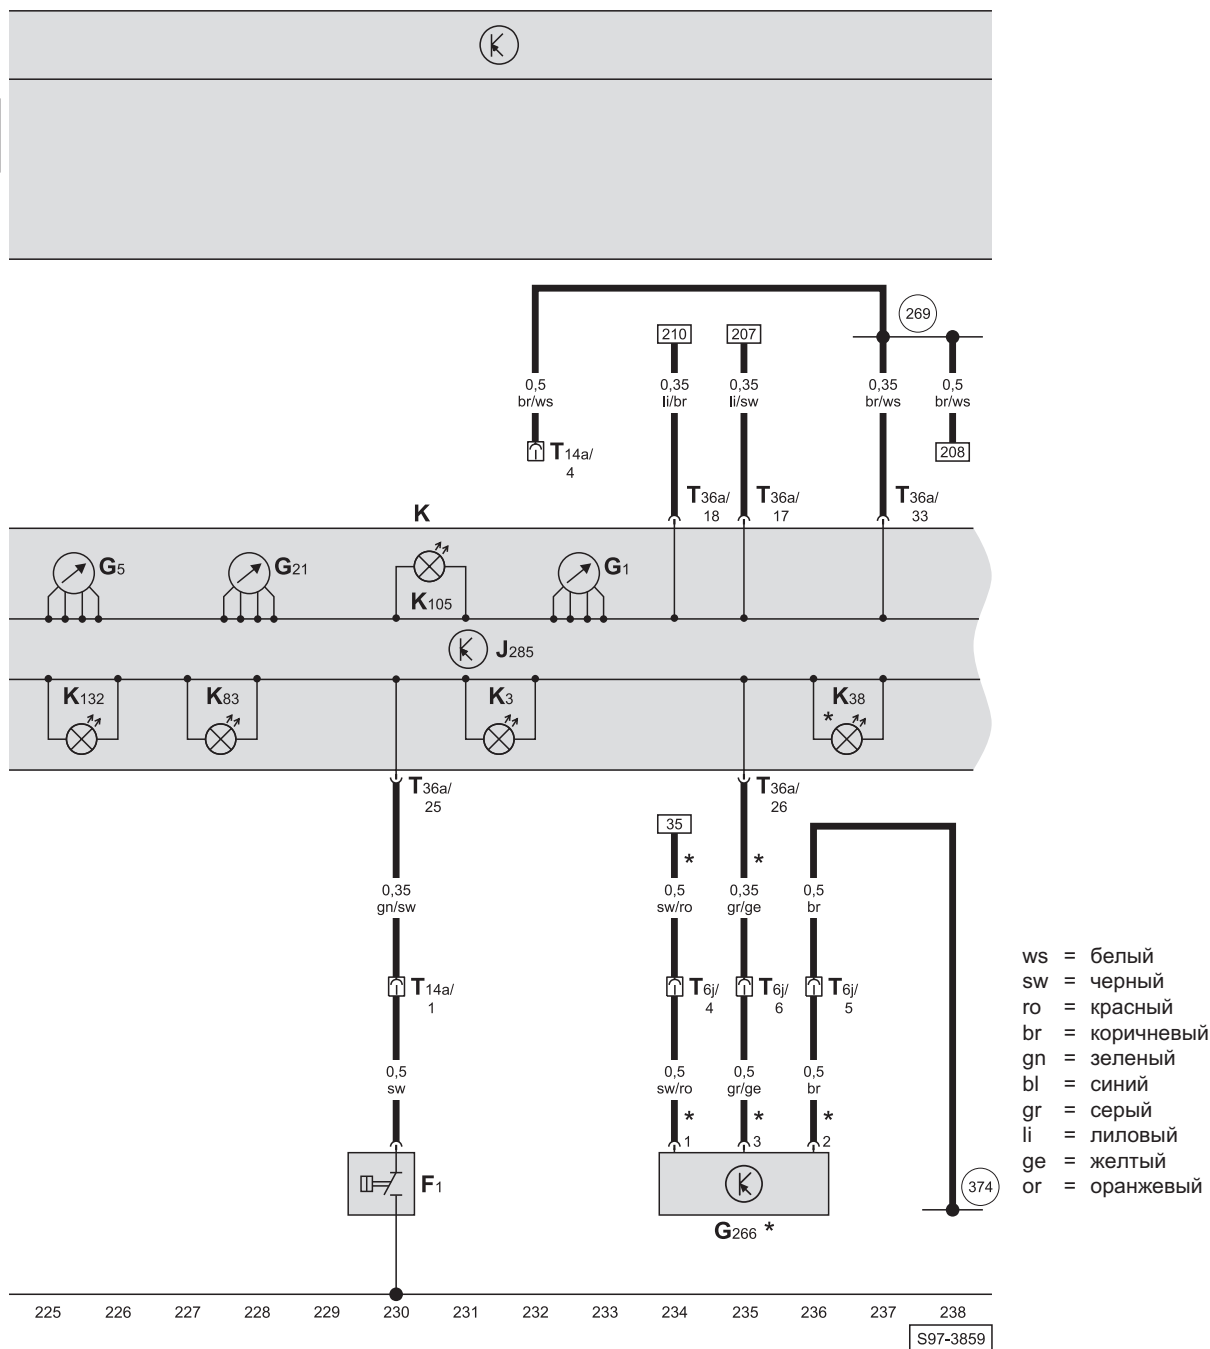 269
210 207
0,5 0,35 0,35 0,35 0,5
br/ws li/br li/sw br/ws br/ws
T14a/
4
208
T36a/ T36a/ T36a/
18 17 33
K
G5 G21 K105 G1
J285
K132 K83 K3 K38
*
T36a/ T36a/
25 26
35
* *
0,35 0,5 0,35 0,5
gn/sw sw/ro gr/ge br
T14a/ T6j/ T6j/ T6j/
1 4 6 5
0,5 0,5 0,5 0,5
sw sw/ro gr/ge br
* * *
1 3 2
F1
374
G266 *
ws = белый
sw = черный
ro = красный
br = коричневый
gn = зеленый
bl = синий
gr = серый
li = лиловый
ge = желтый
or = оранжевый
225 226 227 228 229 230 231 232 233 234 235 236 237 238
S97-3859